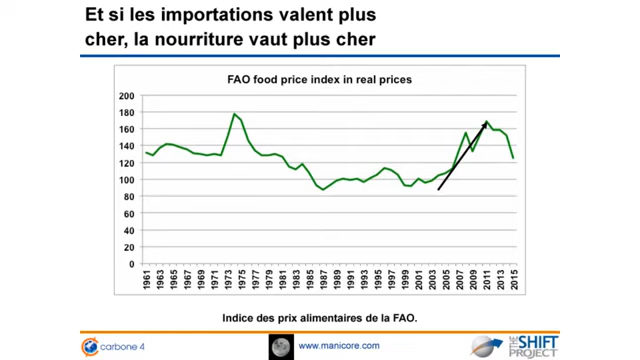 Et si les importations valent plus
cher, la nourriture vaut plus cher
FAO food price index in real prices
200
180
160
140
120
100
80
60
40
20
0
1961 1963 1965 1967 1969 1971 1973 1975 1977 1979 1981 1983 1985 1987 1989 1991 1993 1995 1997 1999 2001 2003 2005 2007 2009 2011 2013 2015
Indice des prix alimentaires de la FAO.
carbone 4
www.manicore.com
THE SHIFT
PROJECT